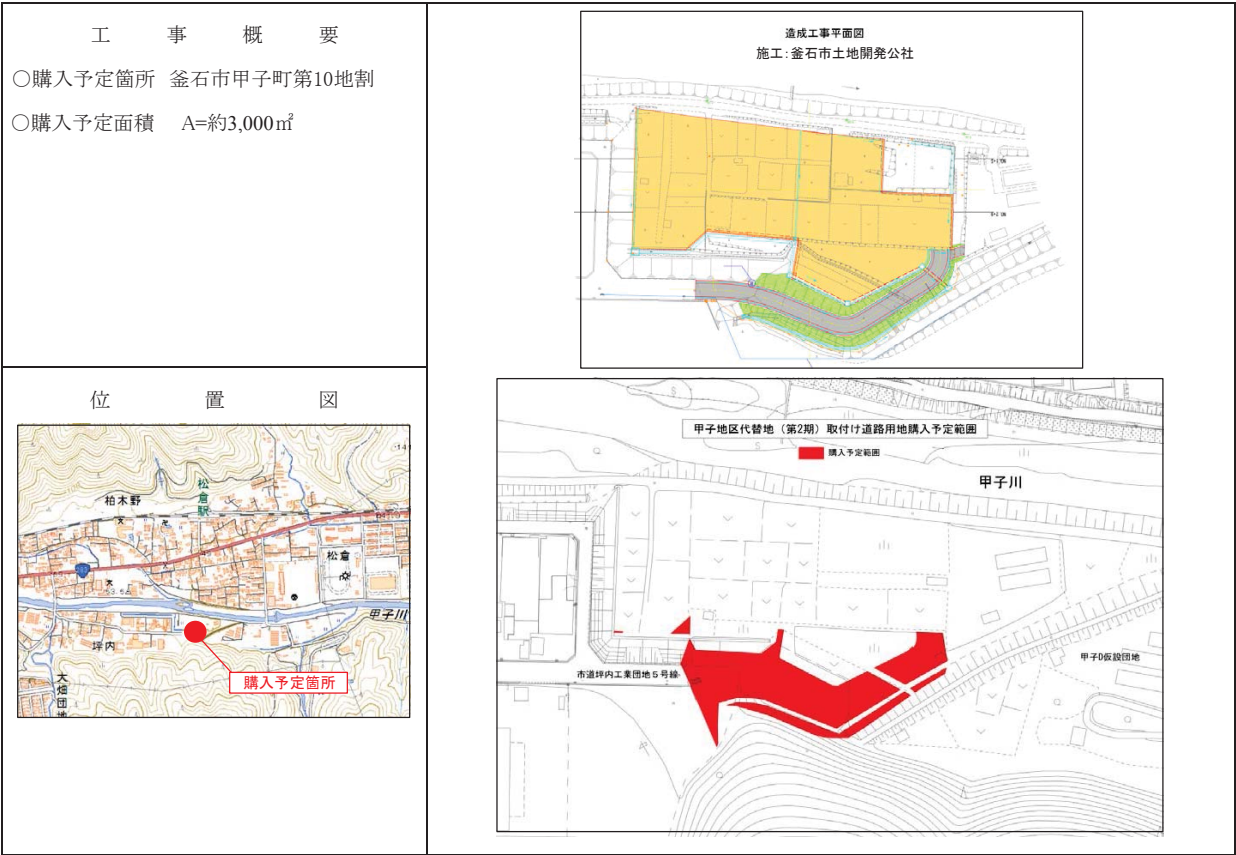 工事概要
○購入予定箇所 釜石市甲子町第10地割
○購入予定面積 A=約3,000㎡
造成工事平面図
施工:釜石市土地開発公社
位置図
柏木野
松倉駅
松倉
53.6
甲子川
坪内
大畑団地
購入予定箇所
甲子地区代替地(第2期)取付け道路用地購入予定範囲
購入予定範囲
甲子川
市道坪内工業団地5号線
甲子D仮設団地